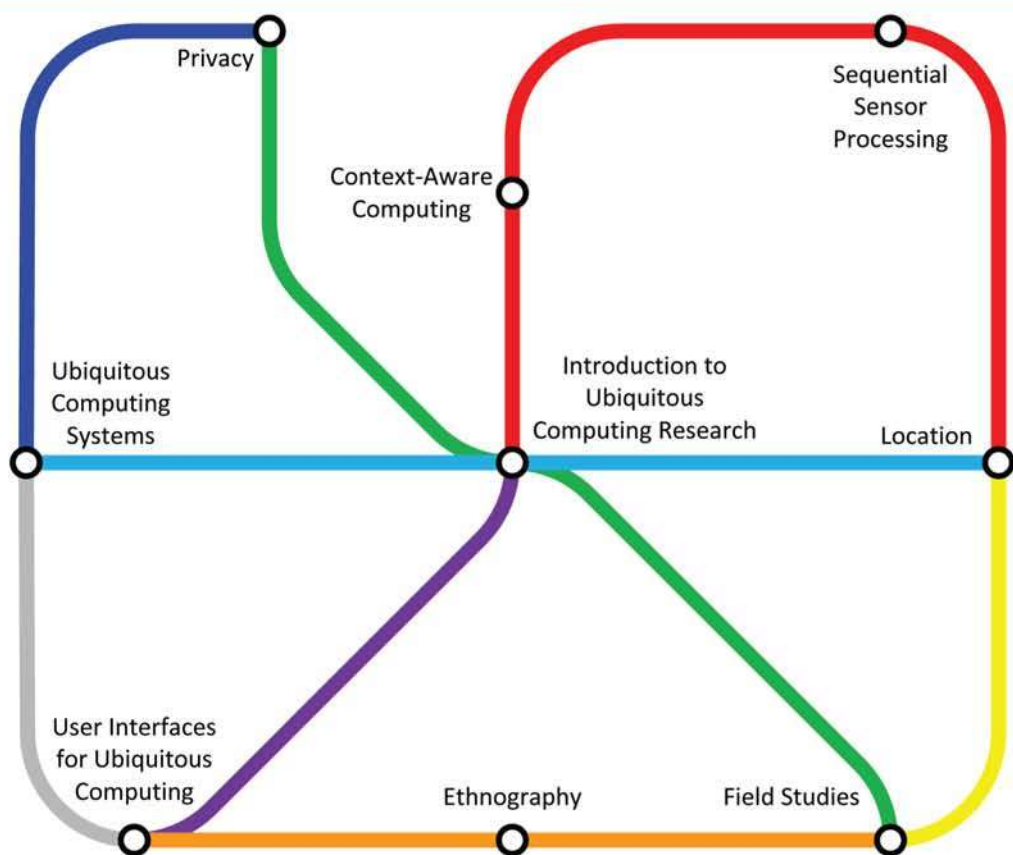 Privacy
Sequential
Sensor
Processing
Context-Aware
Computing
Ubiquitous
Computing
Systems
Introduction to
Ubiquitous
Computing Research
Location
User Interfaces
for Ubiquitous
Computing
Ethnography
Field Studies